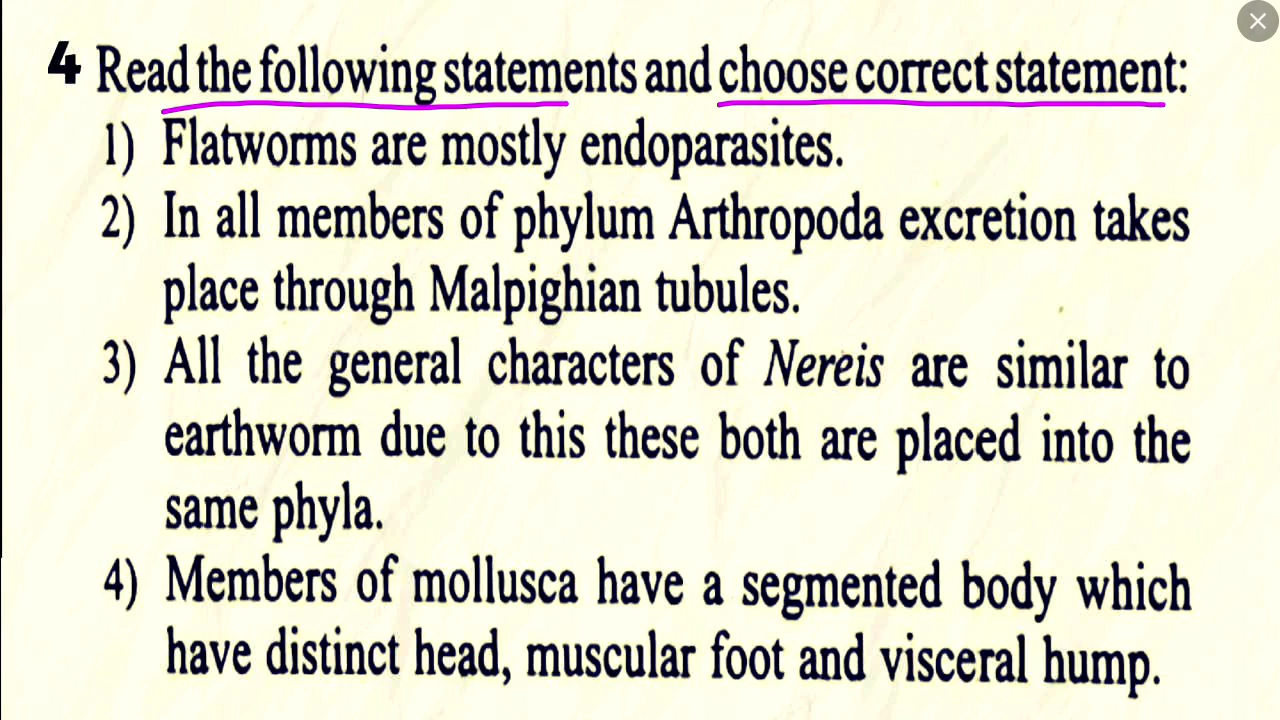 4 Read the following statements and choose correct statement:
1) Flatworms are mostly endoparasites.
2) In all members of phylum Arthropoda excretion takes
place through Malpighian tubules.
3) All the general characters of Nereis are similar to
earthworm due to this these both are placed into the
same phyla.
4) Members of mollusca have a segmented body which
have distinct head, muscular foot and visceral hump.